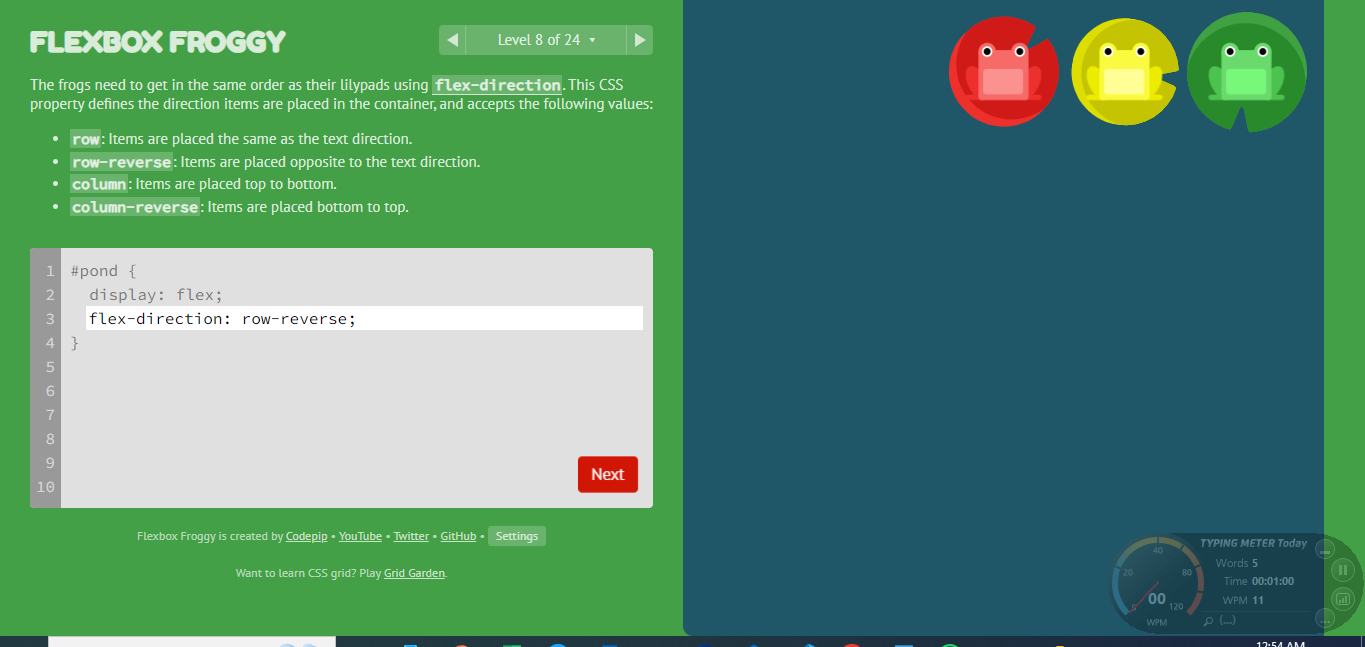 FLEXBOX FROGGY
Level 8 of 24
The frogs need to get in the same order as their lilypads using flex-direction. This CSS
property defines the direction items are placed in the container, and accepts the following values:
• row: Items are placed the same as the text direction.
• row-reverse: Items are placed opposite to the text direction.
• column: Items are placed top to bottom.
• column-reverse: Items are placed bottom to top.
1 #pond {
2 display: flex;
3 flex-direction: row-reverse;
4 }
5
6
7
8
9
10
Next
Flexbox Froggy is created by Codepip • YouTube • Twitter • GitHub • Settings
Want to learn CSS grid? Play Grid Garden.
TYPING METER Today
Words 5
Time 00:01:00
WPM 11
(...)
0 20 40 80 120
00
WPM
12:54 AM